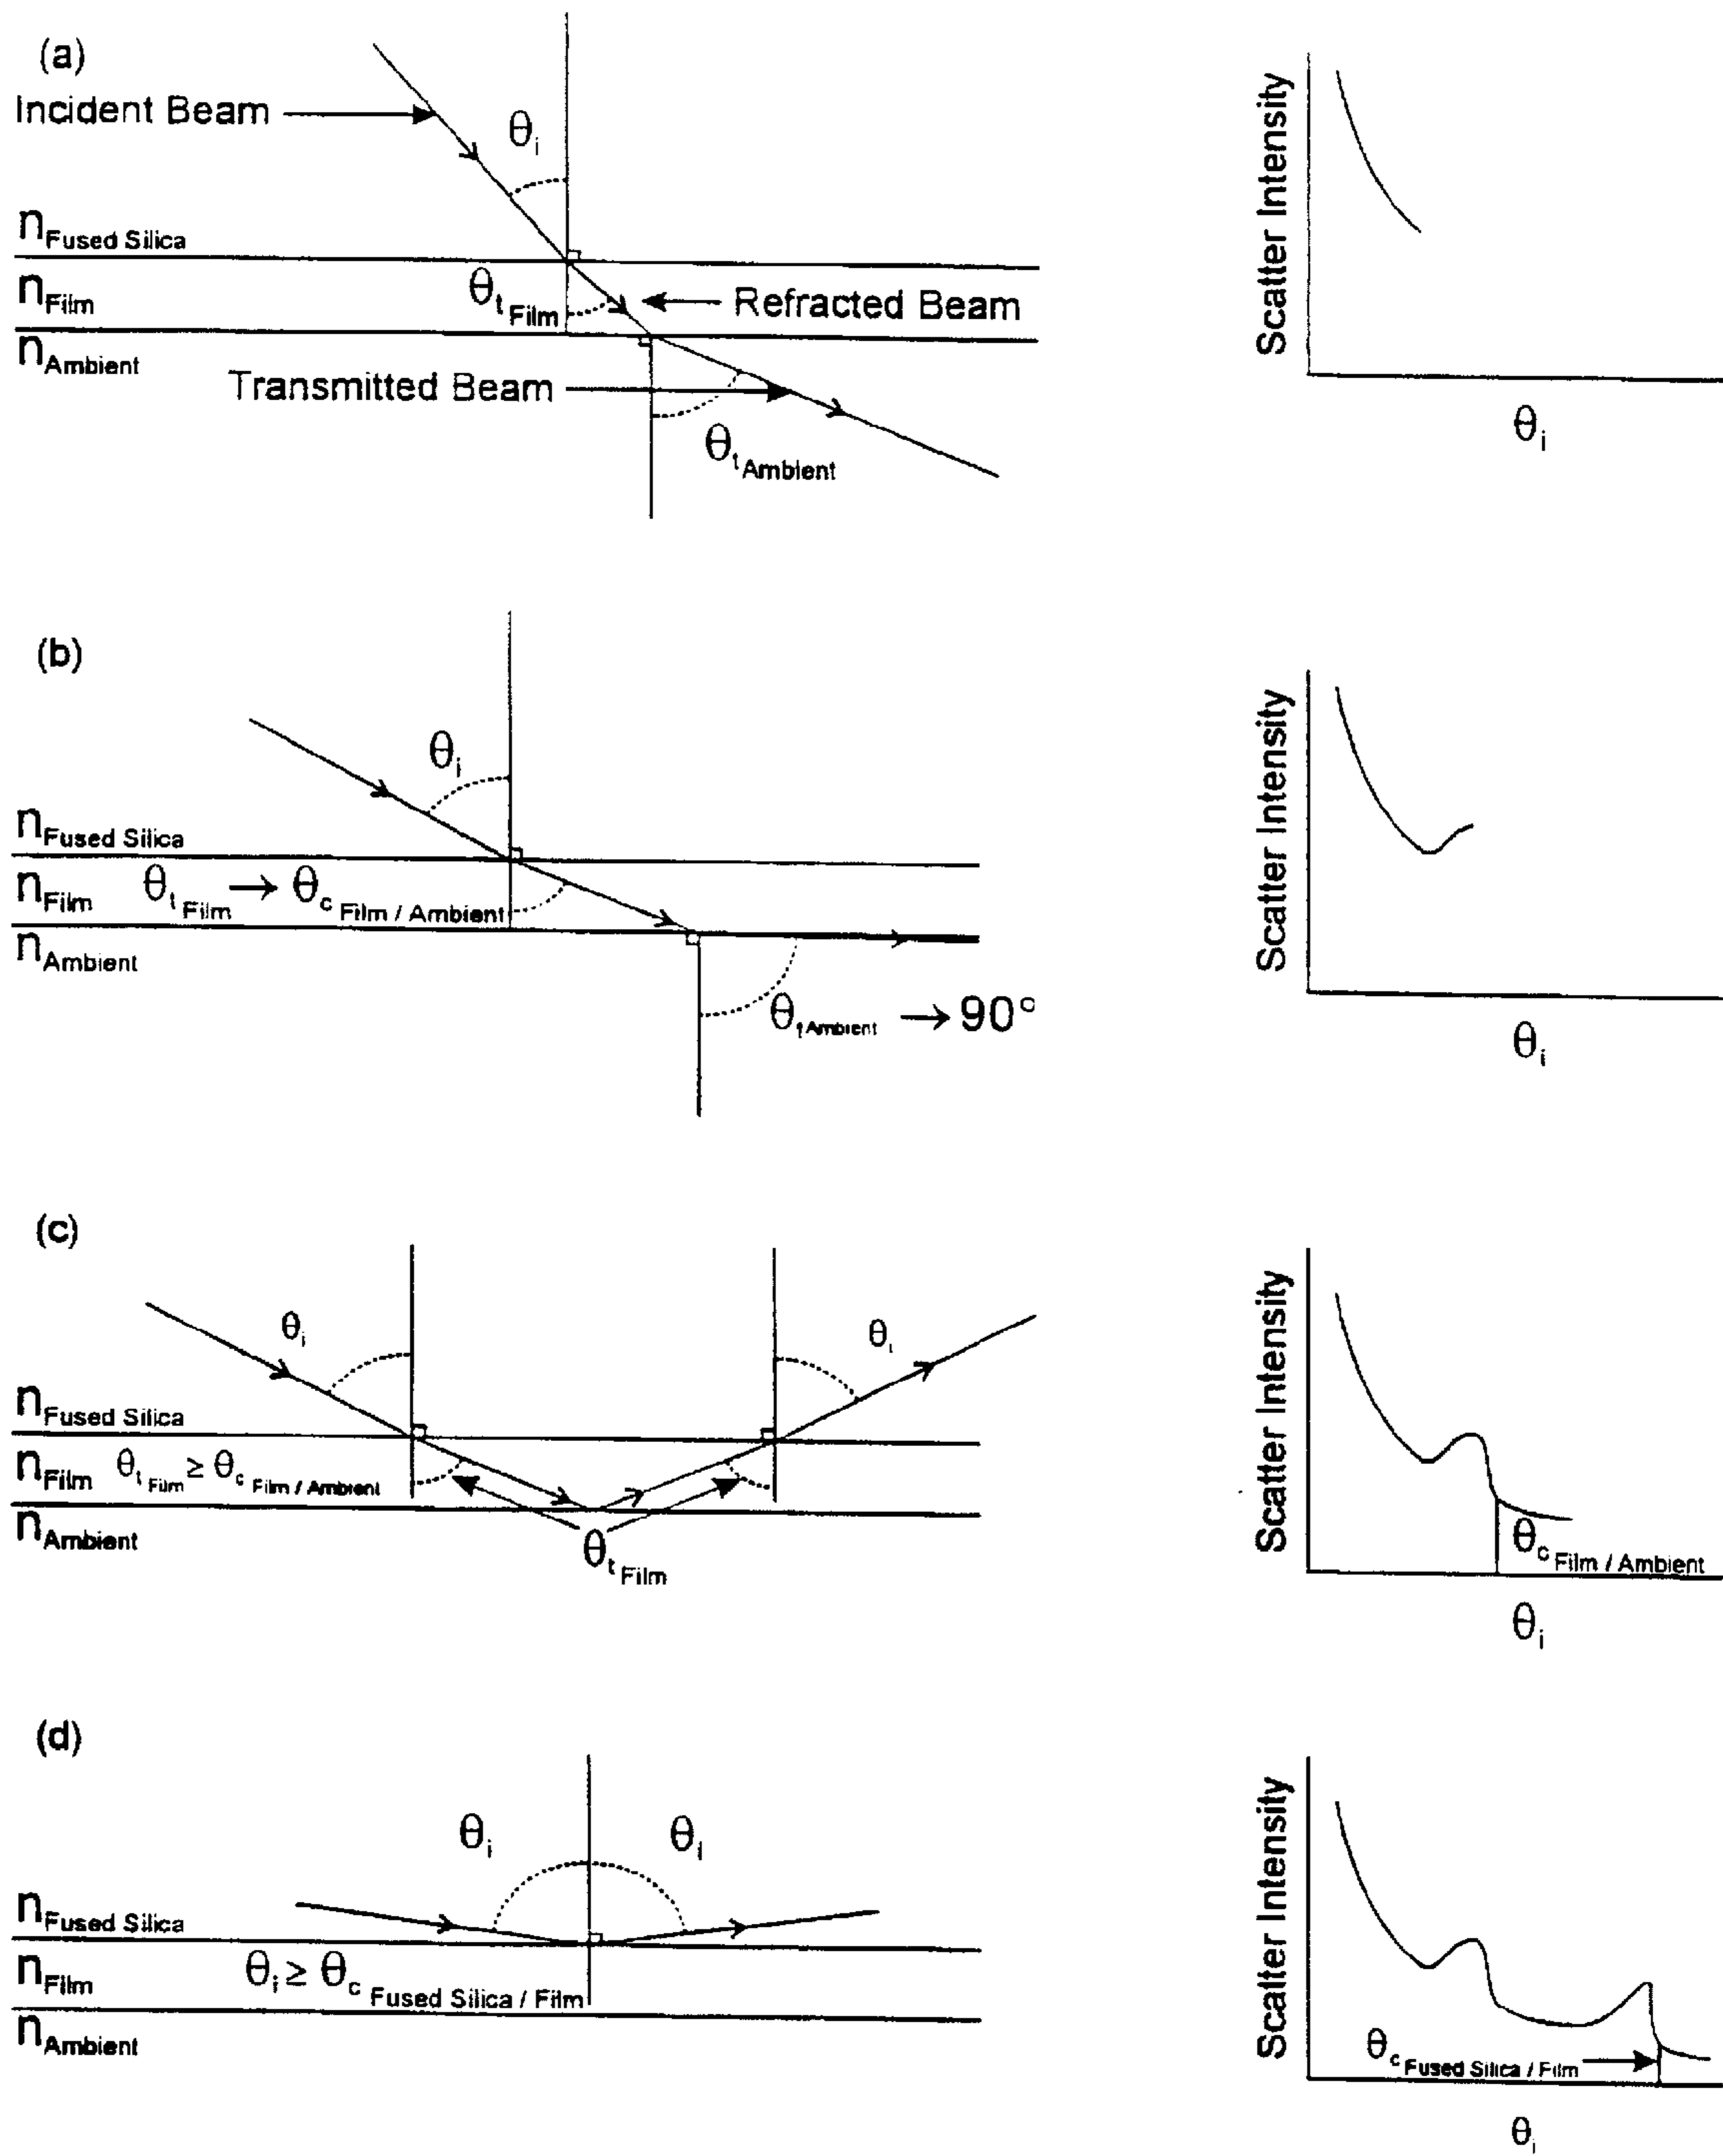 (a)
Incident Beam
θi
nFused Silica
nFilm
θt Film
Refracted Beam
nAmbient
Transmitted Beam
θt Ambient
Scatter Intensity
θi
(b)
θi
nFused Silica
nFilm θt Film → θc Film / Ambient
nAmbient
θt Ambient → 90°
Scatter Intensity
θi
(c)
θi
θi
nFused Silica
nFilm θt Film ≥ θc Film / Ambient
nAmbient
θt Film
Scatter Intensity
θc Film / Ambient
θi
(d)
θi
θi
nFused Silica
nFilm θi ≥ θc Fused Silica / Film
nAmbient
Scatter Intensity
θc Fused Silica / Film
θi